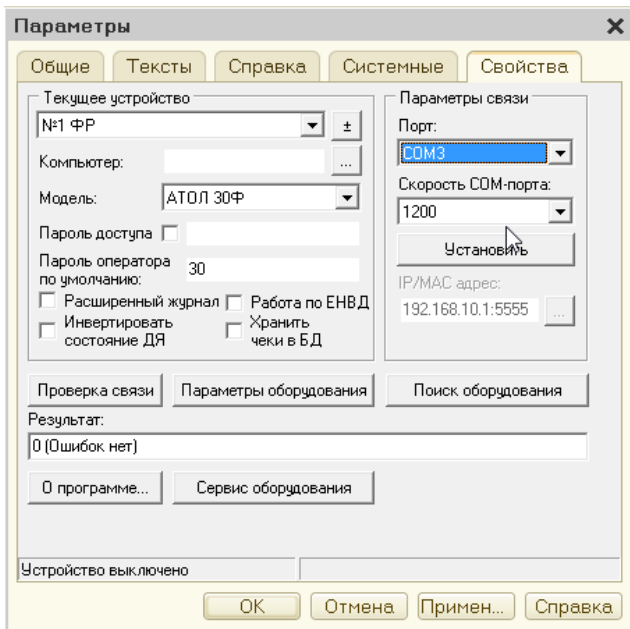 Параметры
Общие Тексты Справка Системные Свойства
Текущее устройство
№1 ФР
±
Компьютер:
...
Модель: АТОЛ 30Ф
Пароль доступа
Пароль оператора
по умолчанию:
30
Расширенный журнал Работа по ЕНВД
Инвертировать
состояние ДЯ
Хранить
чеки в БД
Параметры связи
Порт:
COM3
Скорость COM-порта:
1200
Установить
IP/MAC адрес:
192.168.10.1:5555 ...
Проверка связи Параметры оборудования Поиск оборудования
Результат:
0 (Ошибок нет)
О программе... Сервис оборудования
Устройство выключено
OK Отмена Примен... Справка